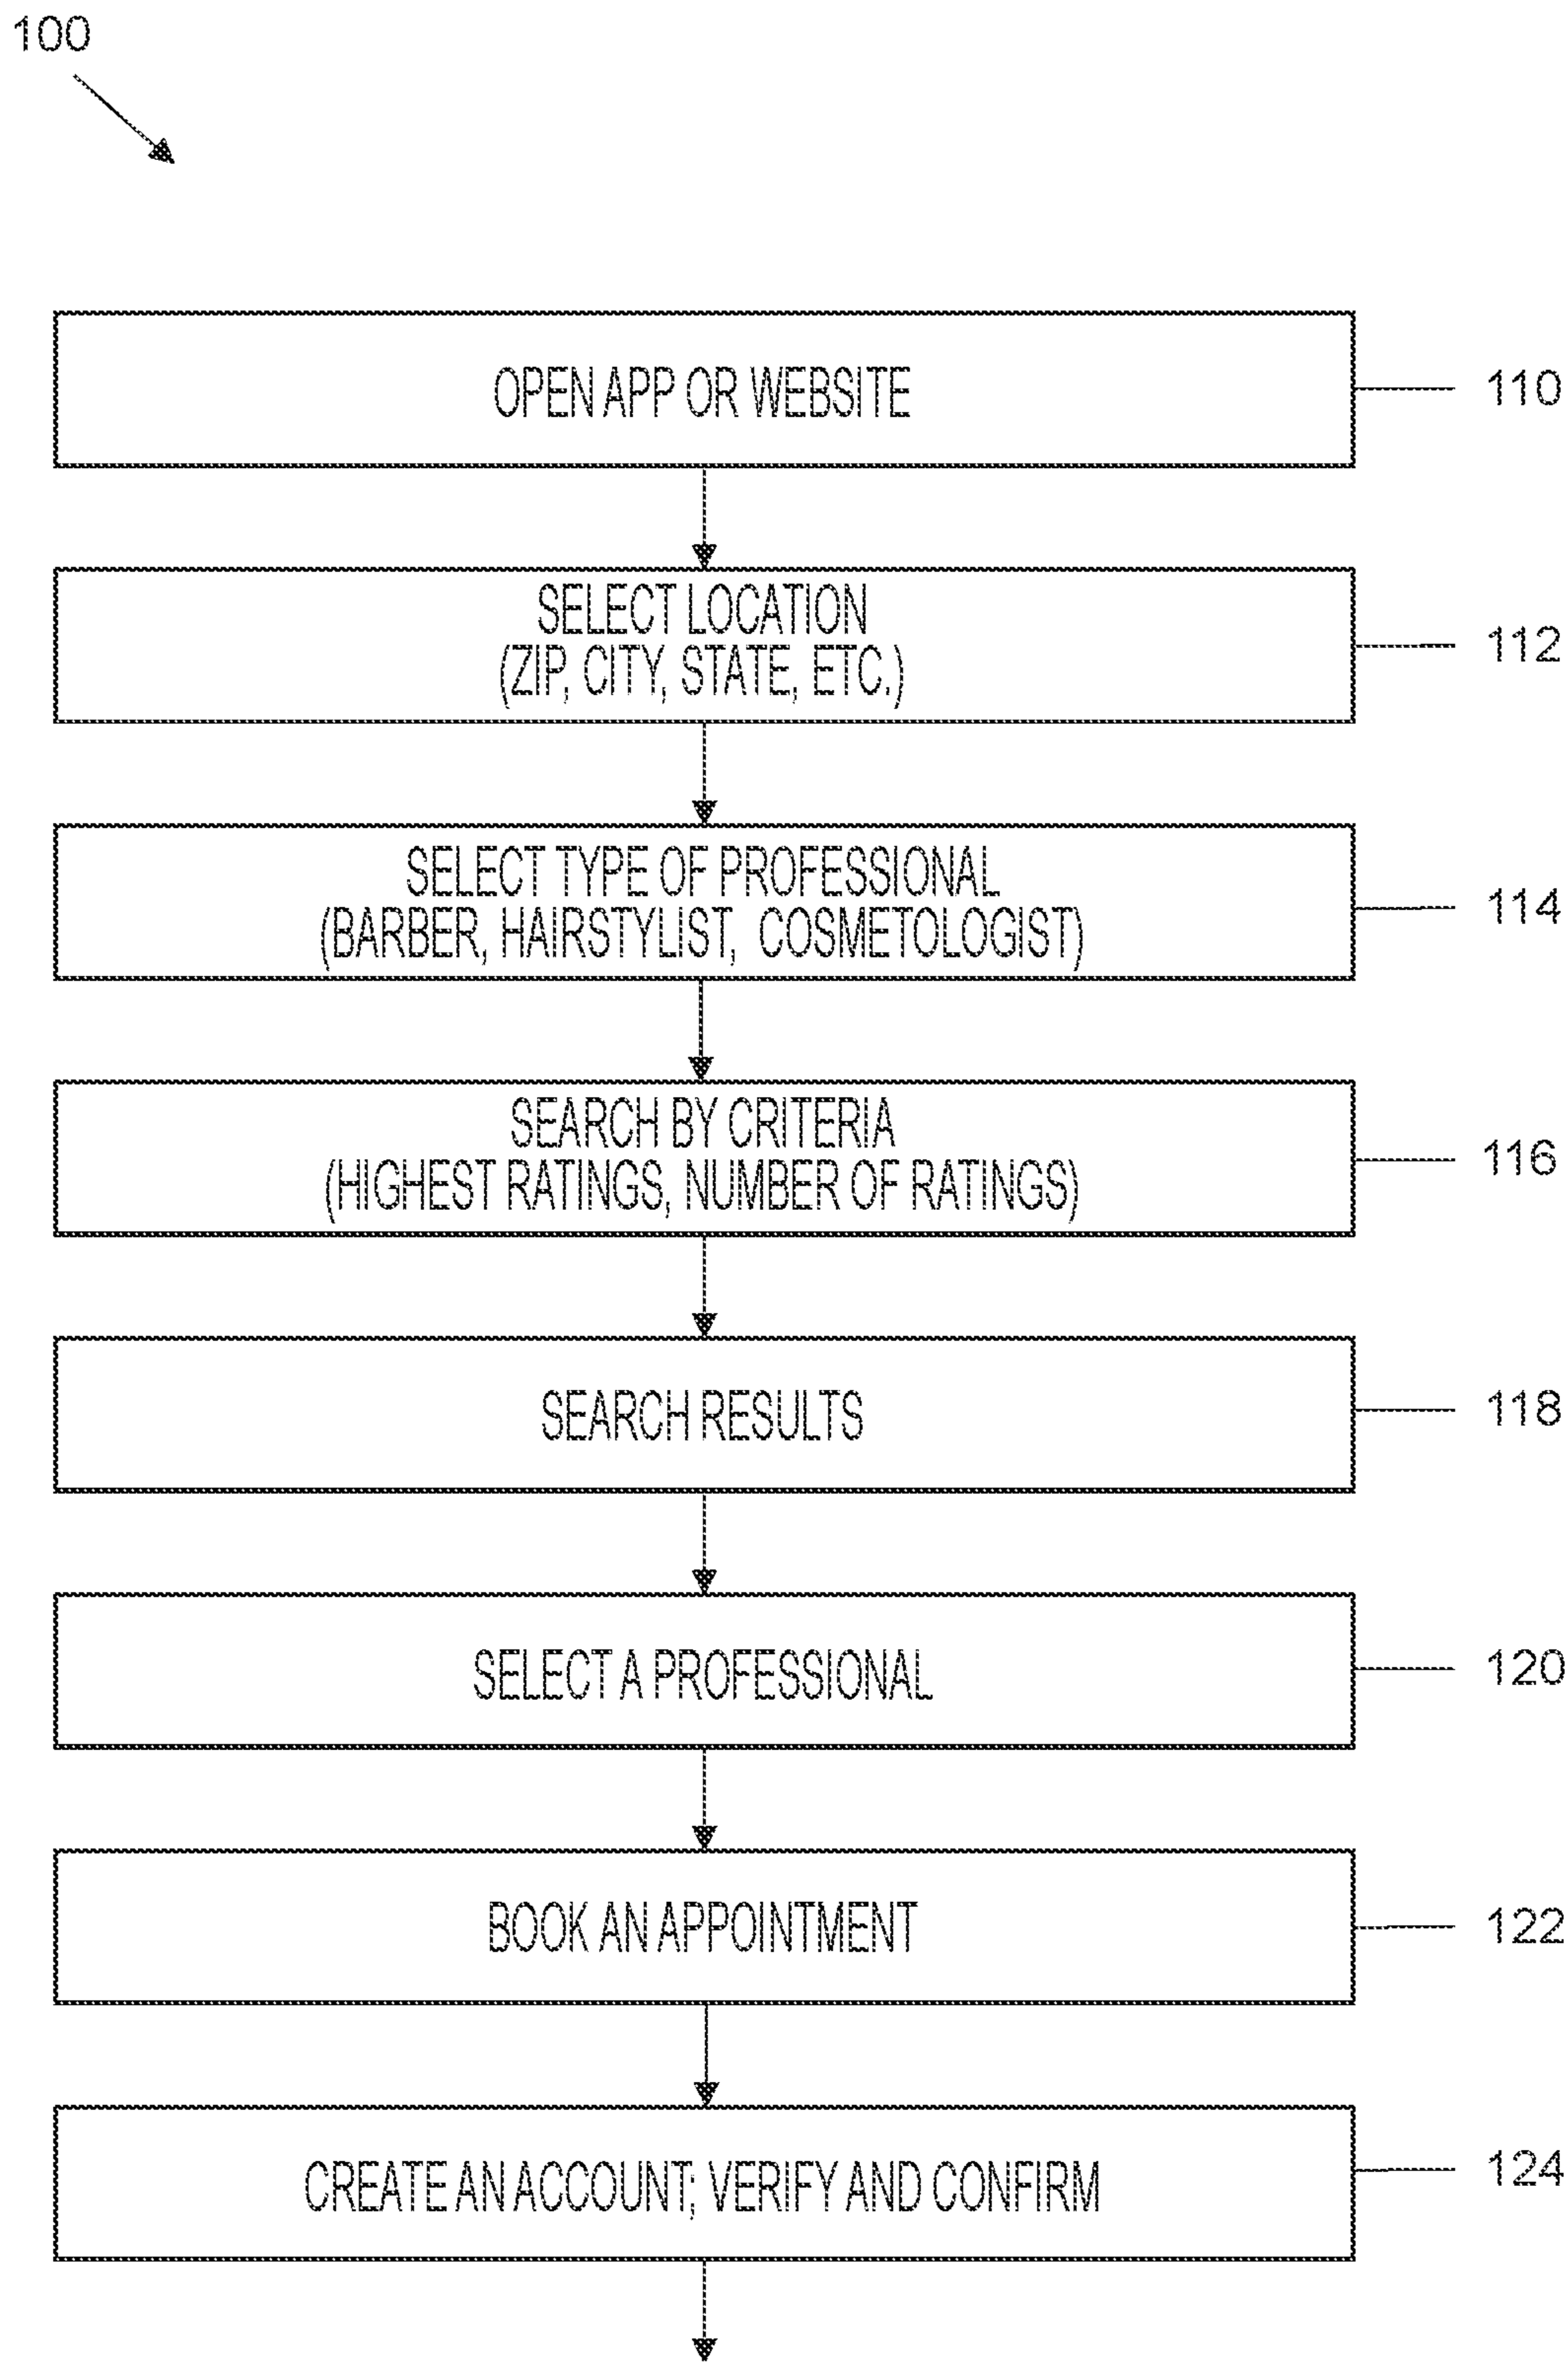 100
OPEN APP OR WEBSITE
110
SELECT LOCATION
(ZIP, CITY, STATE, ETC.)
112
SELECT TYPE OF PROFESSIONAL
(BARBER, HAIRSTYLIST, COSMETOLOGIST)
114
SEARCH BY CRITERIA
(HIGHEST RATINGS, NUMBER OF RATINGS)
116
SEARCH RESULTS
118
SELECT A PROFESSIONAL
120
BOOK AN APPOINTMENT
122
CREATE AN ACCOUNT; VERIFY AND CONFIRM
124